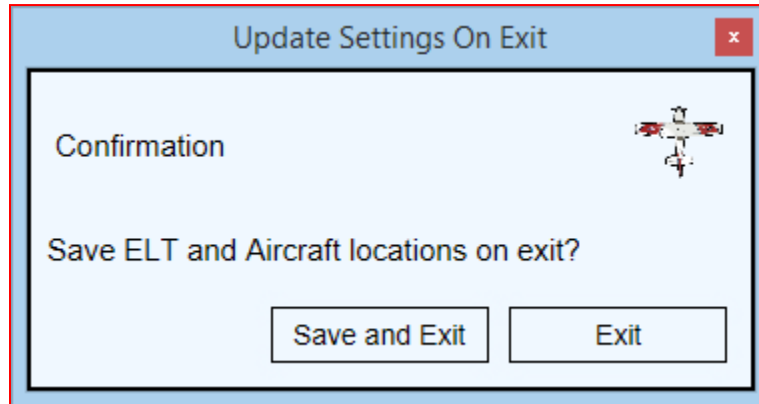 Update Settings On Exit
x
Confirmation
Save ELT and Aircraft locations on exit?
Save and Exit
Exit